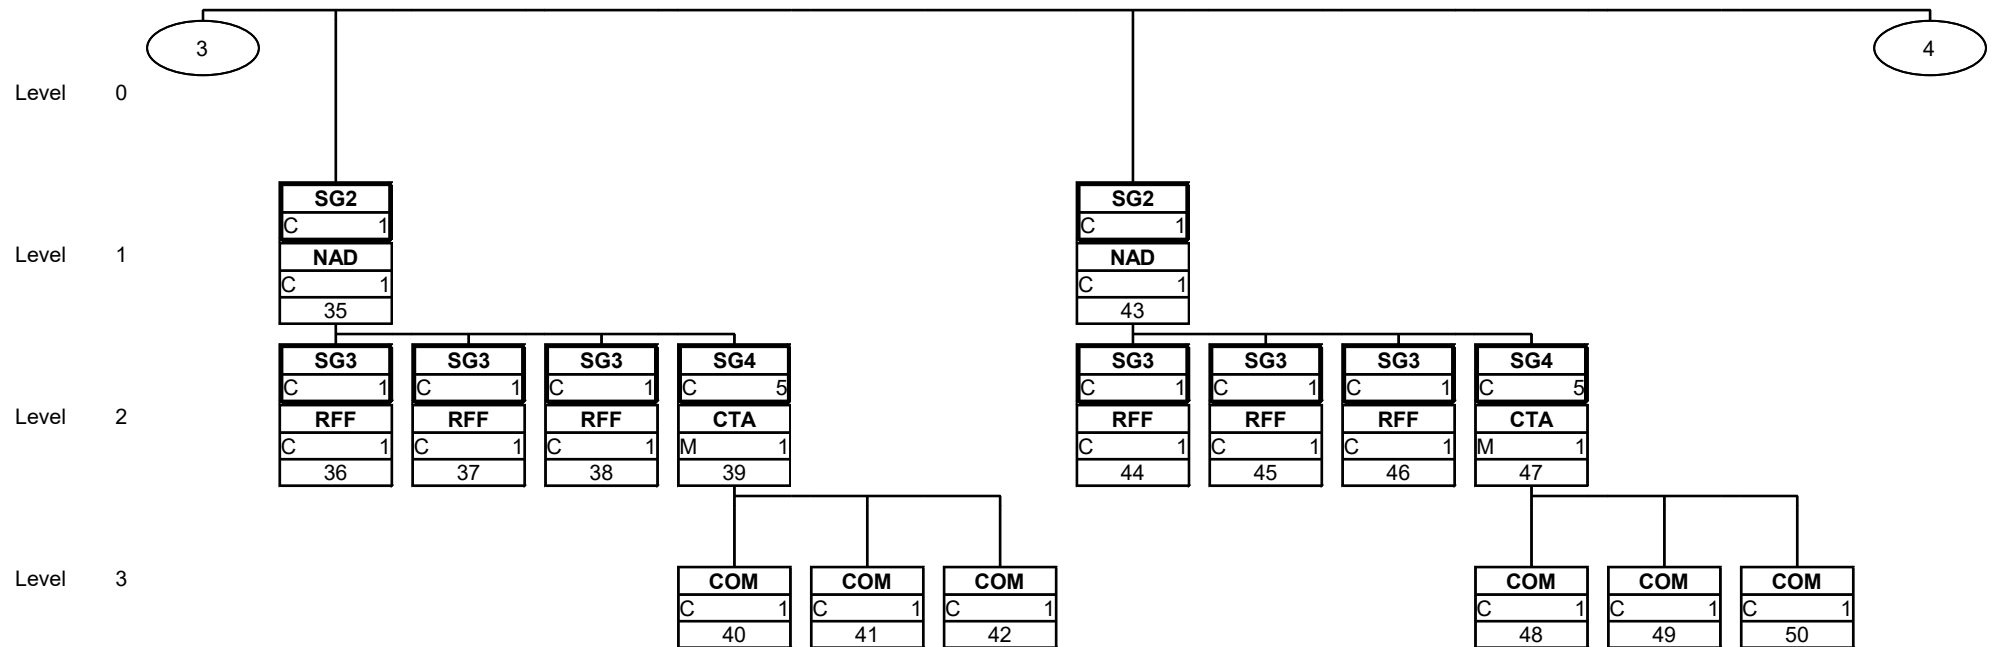 3 4
Level 0
SG2 SG2
C 1 C 1
Level 1 NAD NAD
C 1 C 1
35 43
SG3 SG3 SG3 SG4 SG3 SG3 SG3 SG4
C 1 C 1 C 1 C 5 C 1 C 1 C 1 C 5
Level 2 RFF RFF RFF CTA RFF RFF RFF CTA
C 1 C 1 C 1 M 1 C 1 C 1 C 1 M 1
36 37 38 39 44 45 46 47
Level 3 COM COM COM COM COM COM
C 1 C 1 C 1 C 1 C 1 C 1
40 41 42 48 49 50